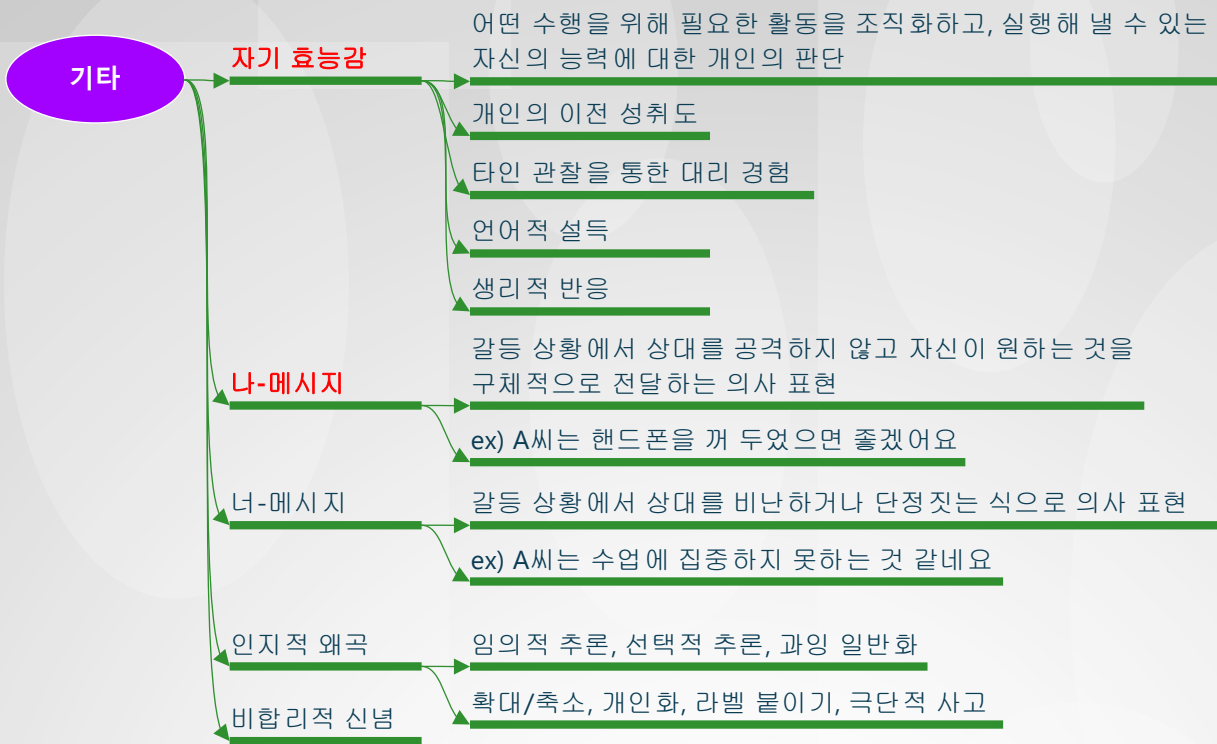 기타
자기 효능감
어떤 수행을 위해 필요한 활동을 조직화하고, 실행해 낼 수 있는
자신의 능력에 대한 개인의 판단
개인의 이전 성취도
타인 관찰을 통한 대리 경험
언어적 설득
생리적 반응
나-메시지
갈등 상황에서 상대를 공격하지 않고 자신이 원하는 것을
구체적으로 전달하는 의사 표현
ex) A씨는 핸드폰을 꺼 두었으면 좋겠어요
너-메시지
갈등 상황에서 상대를 비난하거나 단정짓는 식으로 의사 표현
ex) A씨는 수업에 집중하지 못하는 것 같네요
인지적 왜곡
임의적 추론, 선택적 추론, 과잉 일반화
확대/축소, 개인화, 라벨 붙이기, 극단적 사고
비합리적 신념